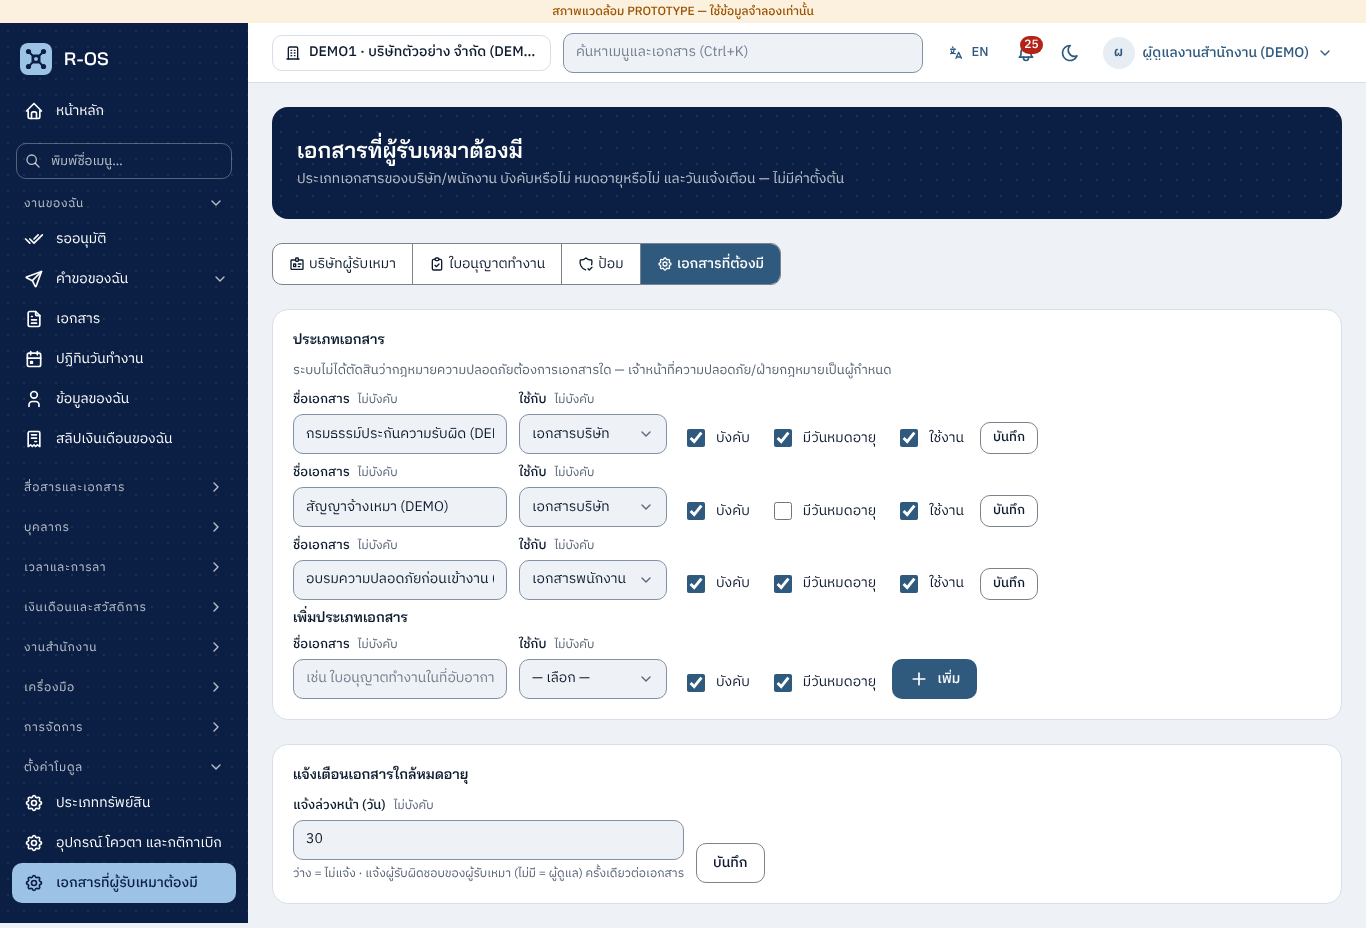 สภาพแวดล้อม PROTOTYPE — ใช้ข้อมูลจำลองเท่านั้น
R-OS
DEMO1 · บริษัทตัวอย่าง จำกัด (DEM...
ค้นหาเมนูและเอกสาร (Ctrl+K)
EN
25
ผ
ผู้ดูแลงานสำนักงาน (DEMO)
หน้าหลัก
พิมพ์ชื่อเมนู...
งานของฉัน
รออนุมัติ
คำขอของฉัน
เอกสาร
ปฏิทินวันทำงาน
ข้อมูลของฉัน
สลิปเงินเดือนของฉัน
สื่อสารและเอกสาร
บุคลากร
เวลาและการลา
เงินเดือนและสวัสดิการ
งานสำนักงาน
เครื่องมือ
การจัดการ
ตั้งค่าโมดูล
ประเภททรัพย์สิน
อุปกรณ์ โควตา และกติกาเบิก
เอกสารที่ผู้รับเหมาต้องมี
เอกสารที่ผู้รับเหมาต้องมี
ประเภทเอกสารของบริษัท/พนักงาน บังคับหรือไม่ หมดอายุหรือไม่ และวันแจ้งเตือน — ไม่มีค่าตั้งต้น
บริษัทผู้รับเหมา
ใบอนุญาตทำงาน
ป้อม
เอกสารที่ต้องมี
ประเภทเอกสาร
ระบบไม่ได้ตัดสินว่ากฎหมายความปลอดภัยต้องการเอกสารใด — เจ้าหน้าที่ความปลอดภัย/ฝ่ายกฎหมายเป็นผู้กำหนด
ชื่อเอกสาร ไม่บังคับ ใช้กับ ไม่บังคับ
กรมธรรม์ประกันความรับผิด (DEI เอกสารบริษัท บังคับ มีวันหมดอายุ ใช้งาน บันทึก
ชื่อเอกสาร ไม่บังคับ ใช้กับ ไม่บังคับ
สัญญาจ้างเหมา (DEMO) เอกสารบริษัท บังคับ มีวันหมดอายุ ใช้งาน บันทึก
ชื่อเอกสาร ไม่บังคับ ใช้กับ ไม่บังคับ
อบรมความปลอดภัยก่อนเข้างาน ( เอกสารพนักงาน บังคับ มีวันหมดอายุ ใช้งาน บันทึก
เพิ่มประเภทเอกสาร
ชื่อเอกสาร ไม่บังคับ ใช้กับ ไม่บังคับ
เช่น ใบอนุญาตทำงานในที่อับอากา — เลือก — บังคับ มีวันหมดอายุ เพิ่ม
แจ้งเตือนเอกสารใกล้หมดอายุ
แจ้งล่วงหน้า (วัน) ไม่บังคับ
30
บันทึก
ว่าง = ไม่แจ้ง · แจ้งผู้รับผิดชอบของผู้รับเหมา (ไม่มี = ผู้ดูแล) ครั้งเดียวต่อเอกสาร